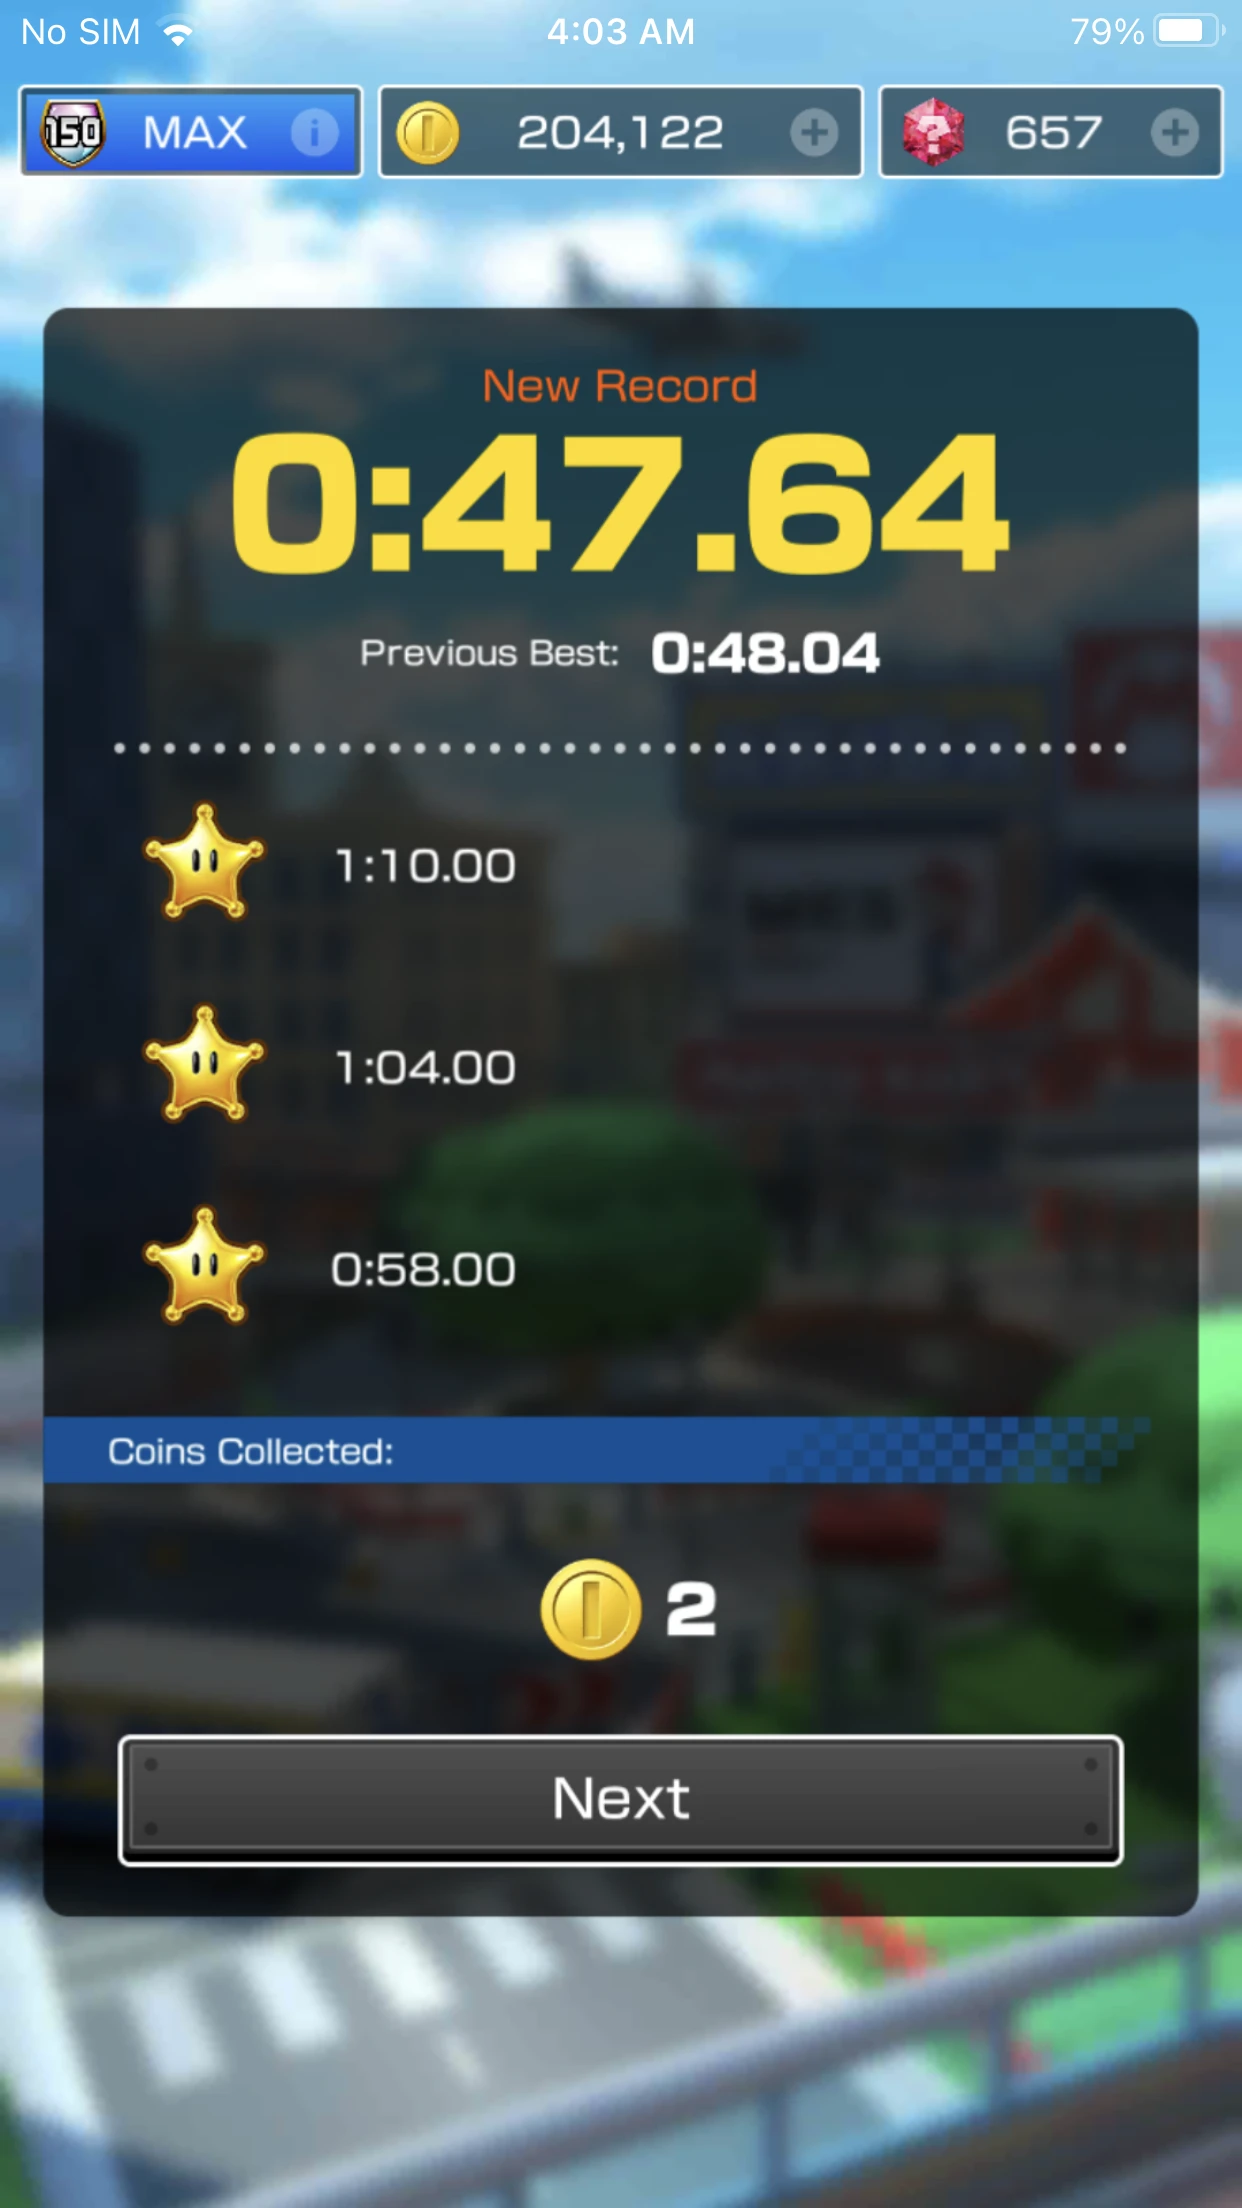 No SIM 4:03 AM 79%
150 MAX i 204,122 + ? 657 +
New Record
0:47.64
Previous Best: 0:48.04
1:10.00
1:04.00
0:58.00
Coins Collected:
2
Next